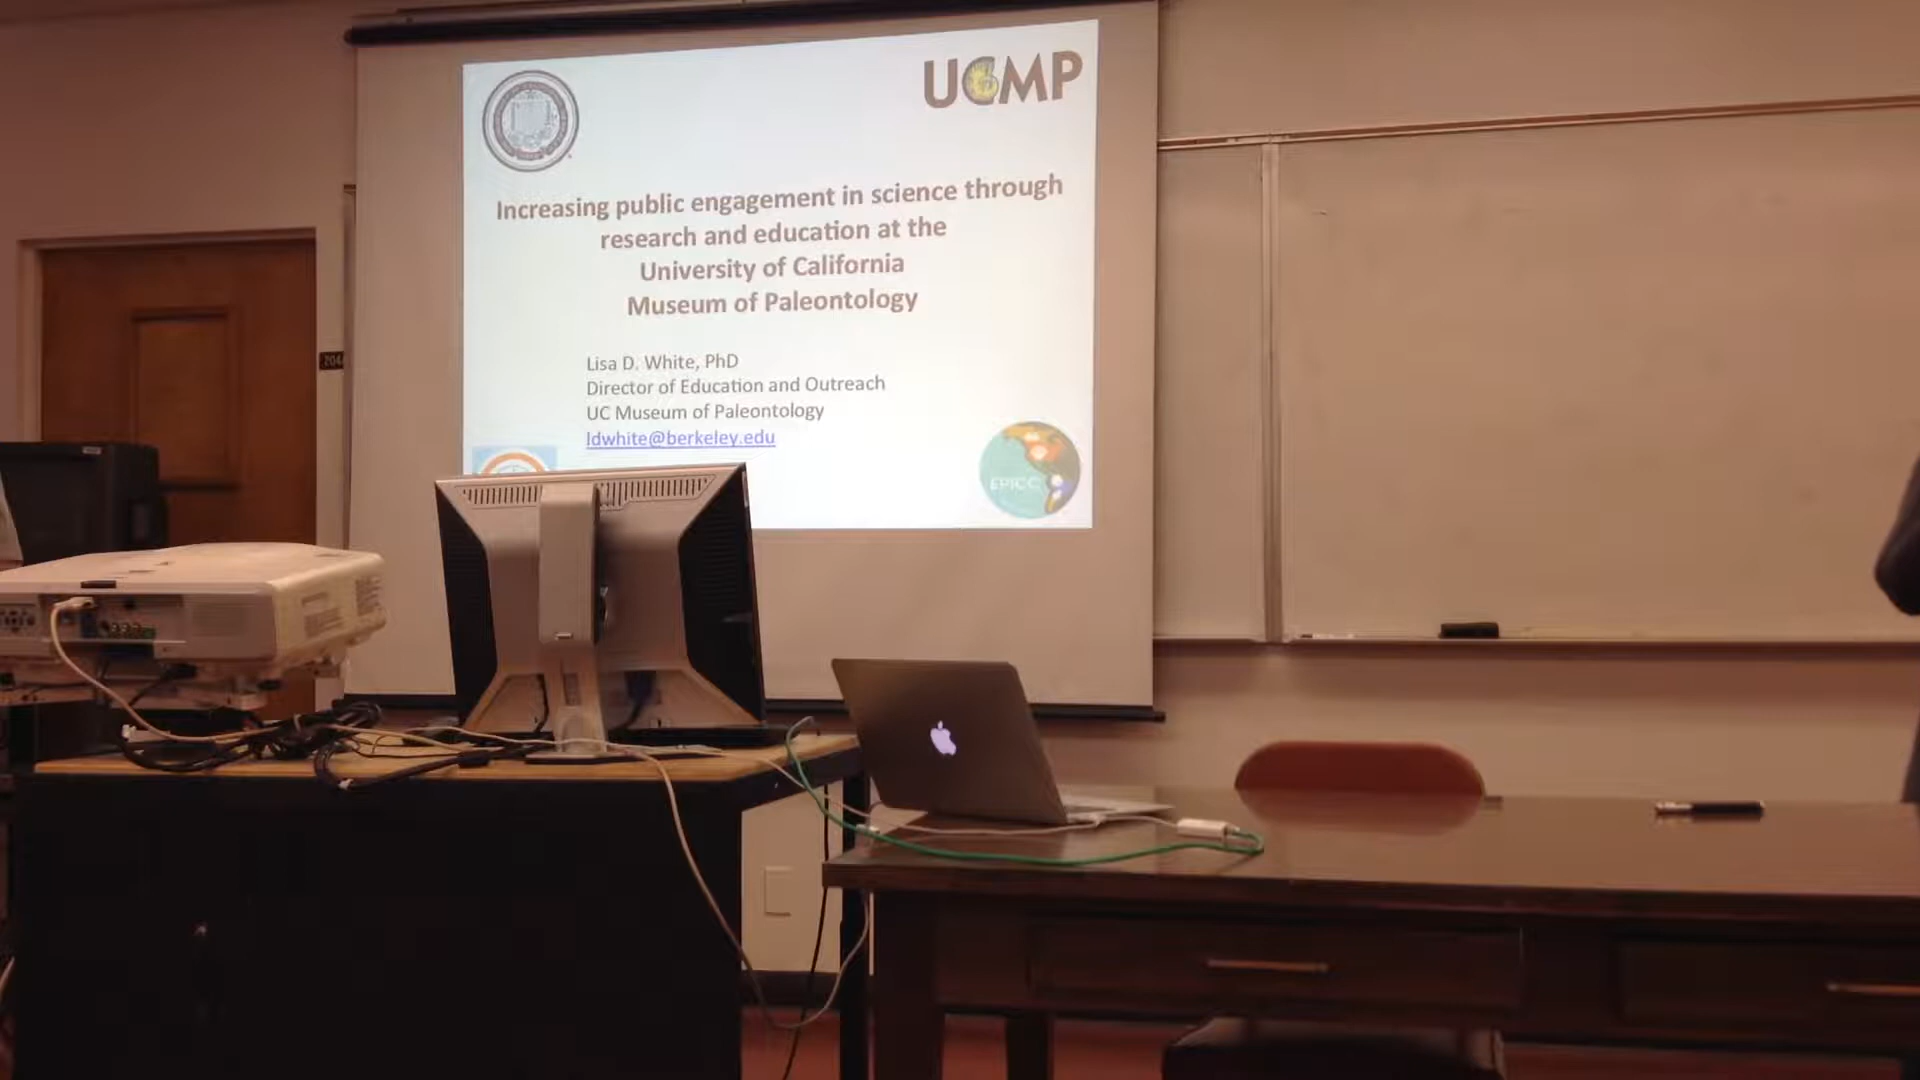 UCMP
Increasing public engagement in science through
research and education at the
University of California
Museum of Paleontology
Lisa D. White, PhD
Director of Education and Outreach
UC Museum of Paleontology
ldwhite@berkeley.edu
EPICC
204